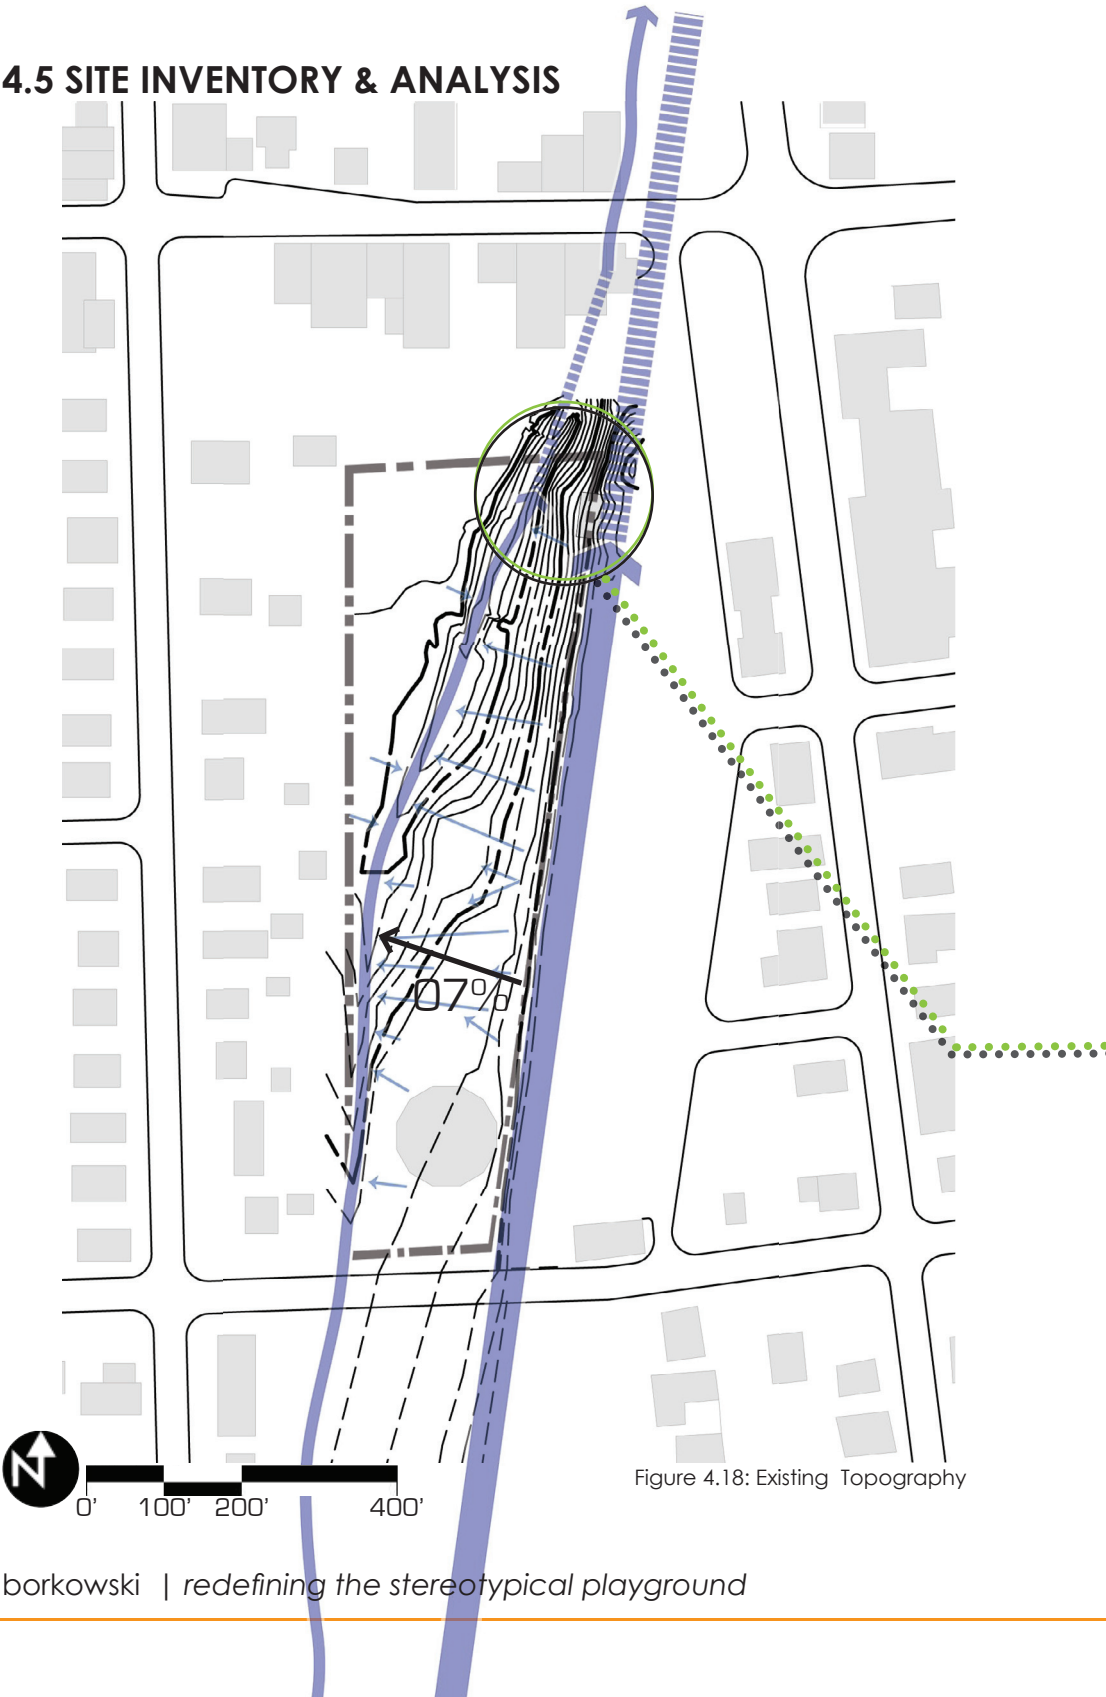 4.5 SITE INVENTORY & ANALYSIS
07%
N
0' 100' 200' 400'
Figure 4.18: Existing Topography
borkowski | redefining the stereotypical playground